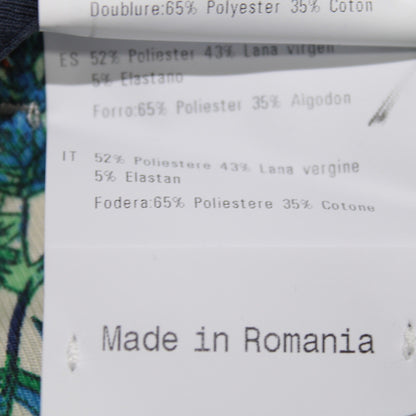 Doublure:65% Polyester 35% Coton
ES 52% Poliester 43% Lana virgen
5% Elastano
Forro:65% Poliester 35% Algodon
IT 52% Poliestere 43% Lana vergine
5% Elastan
Fodera:65% Poliestere 35% Cotone
Made in Romania